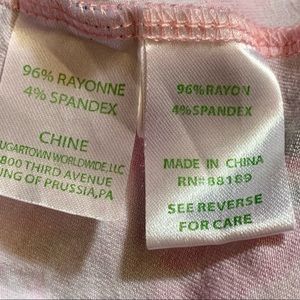 96% RAYONNE
4% SPANDEX
CHINE
UGARTOWN WORLDWIDE, LLC
800 THIRD AVENUE
ING OF PRUSSIA, PA
96% RAYON
4% SPANDEX
MADE IN CHINA
RN# 88189
SEE REVERSE
FOR CARE